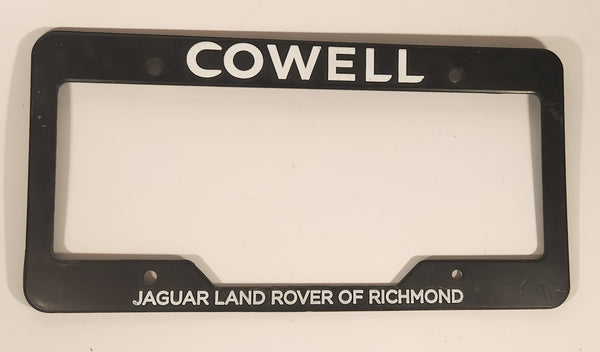 COWELL
JAGUAR LAND ROVER OF RICHMOND